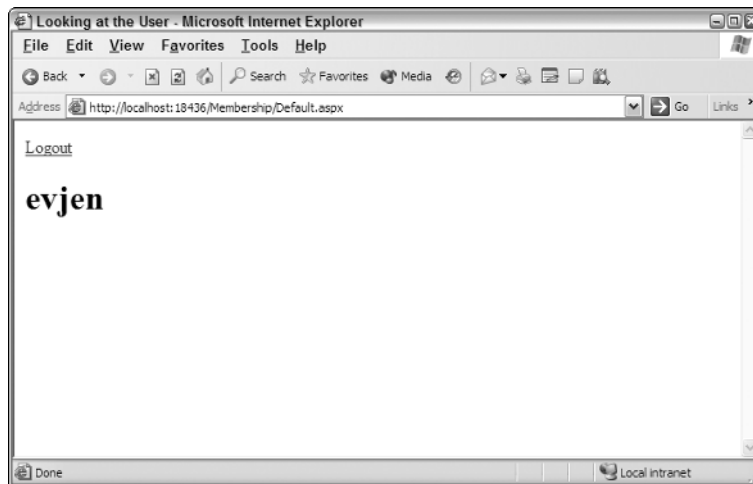 Looking at the User - Microsoft Internet Explorer
File Edit View Favorites Tools Help
Back Search Favorites Media
Address http://localhost:18436/Membership/Default.aspx Go Links
Logout
evjen
Done Local intranet